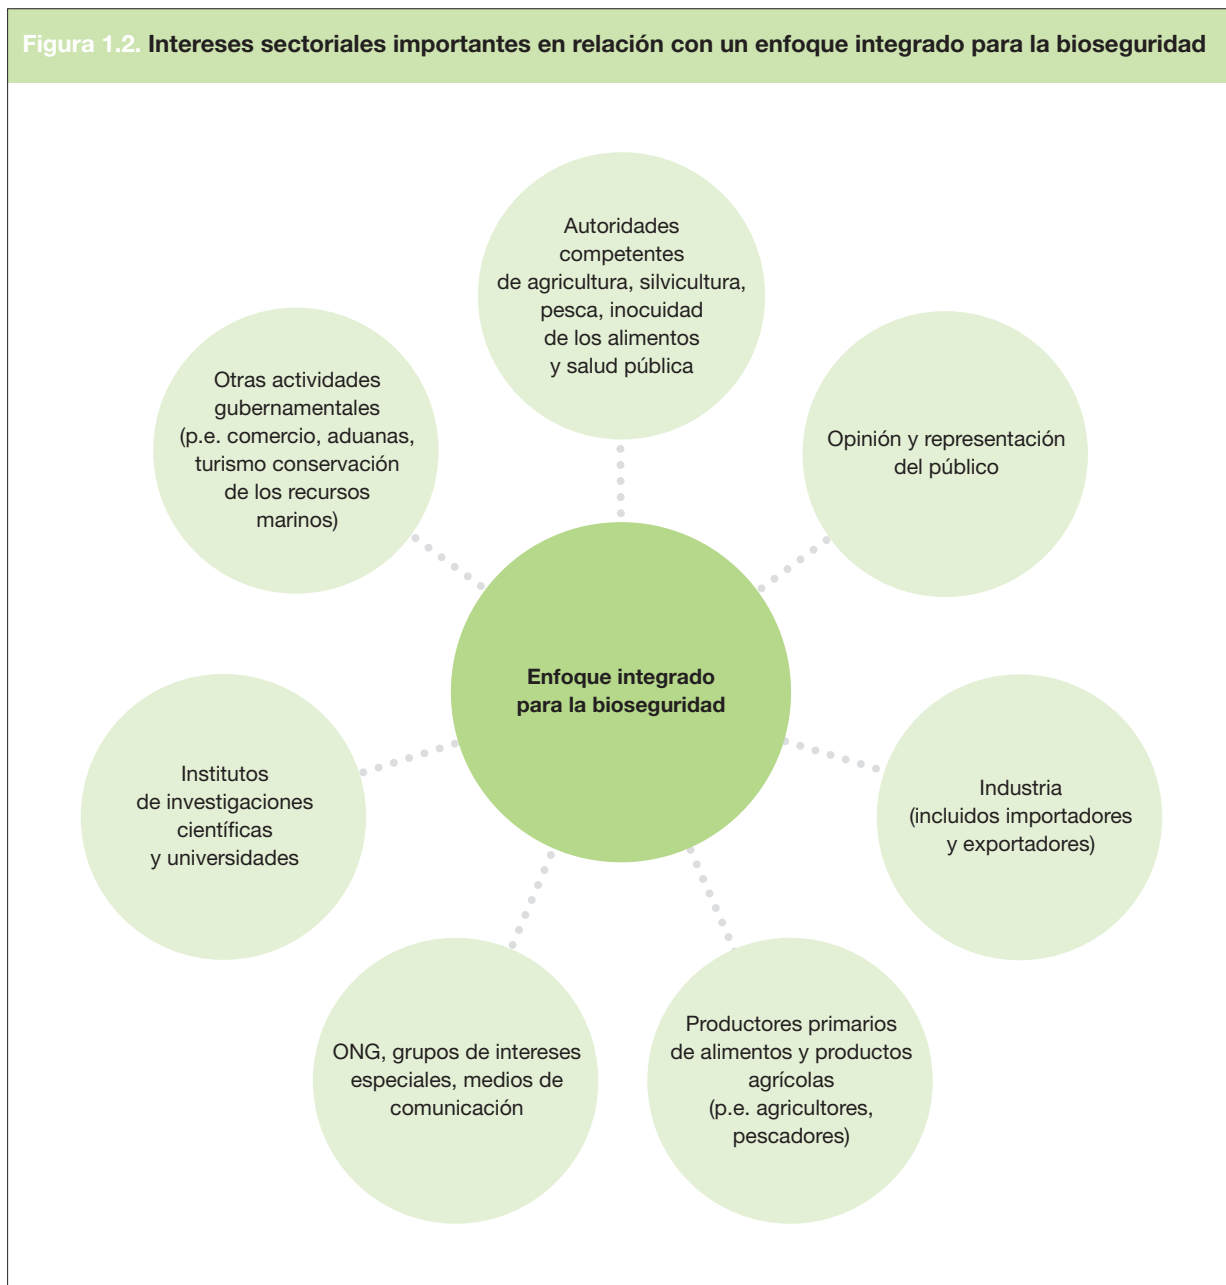 Figura 1.2. Intereses sectoriales importantes en relación con un enfoque integrado para la bioseguridad
Autoridades
competentes
de agricultura, silvicultura,
pesca, inocuidad
de los alimentos
y salud pública
Otras actividades
gubernamentales
(p.e. comercio, aduanas,
turismo conservación
de los recursos
marinos)
Opinión y representación
del público
Enfoque integrado
para la bioseguridad
Institutos
de investigaciones
científicas
y universidades
Industria
(incluidos importadores
y exportadores)
ONG, grupos de intereses
especiales, medios de
comunicación
Productores primarios
de alimentos y productos
agrícolas
(p.e. agricultores,
pescadores)